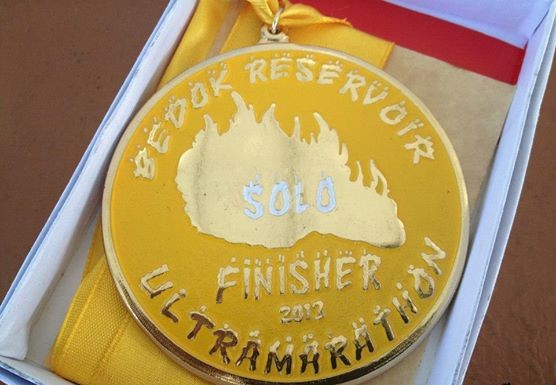 BEDOK RESERVOIR
SOLO
FINISHER
2013
ULTRAMARATHON